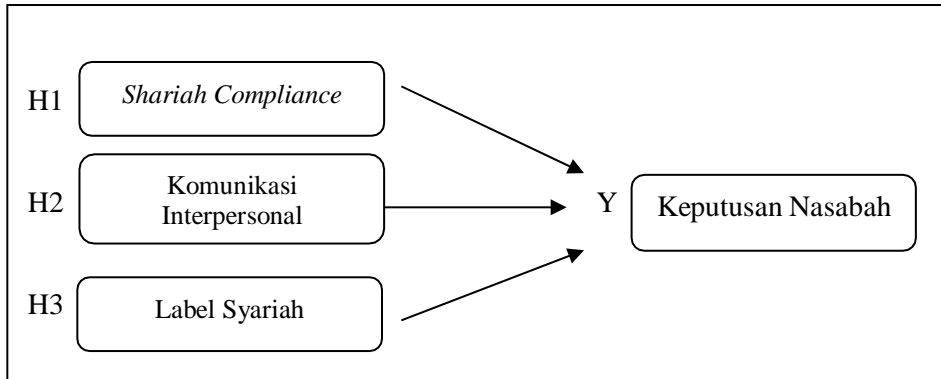 H1
Shariah Compliance
H2
Komunikasi
Interpersonal
Y
Keputusan Nasabah
H3
Label Syariah